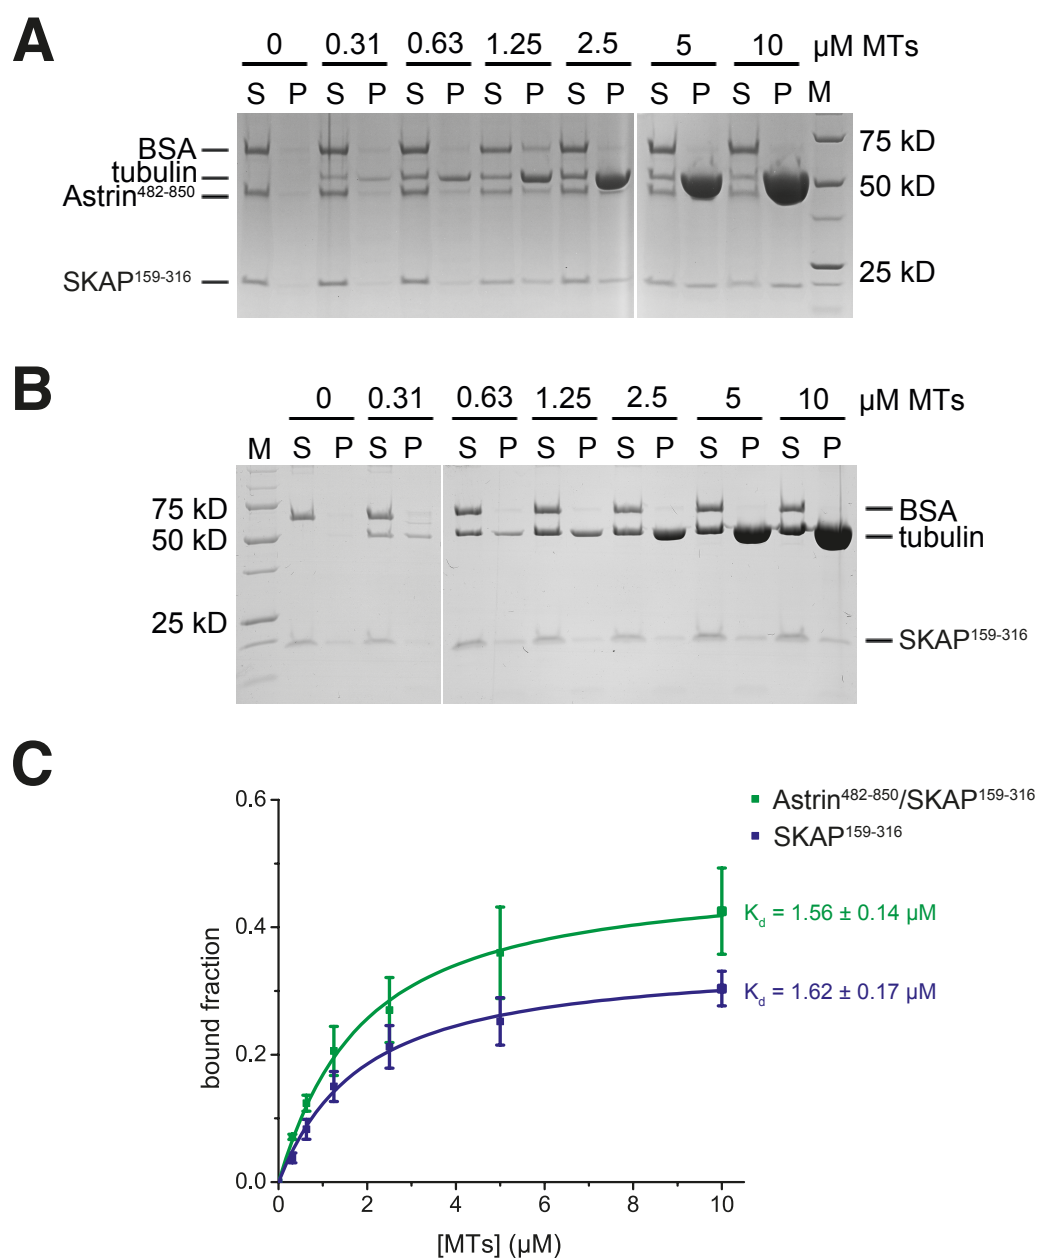 A
0 0.31 0.63 1.25 2.5 5 10 µM MTs
S P S P S P S P S P S P S P M
BSA
tubulin
Astrin482-850
SKAP159-316
75 kD
50 kD
25 kD
B
0 0.31 0.63 1.25 2.5 5 10 µM MTs
M S P S P S P S P S P S P S P
75 kD
50 kD
25 kD
BSA
tubulin
SKAP159-316
C
Astrin482-850/SKAP159-316
SKAP159-316
0.6
0.4
0.2
0.0
bound fraction
Kd = 1.56 ± 0.14 µM
Kd = 1.62 ± 0.17 µM
0 2 4 6 8 10
[MTs] (µM)